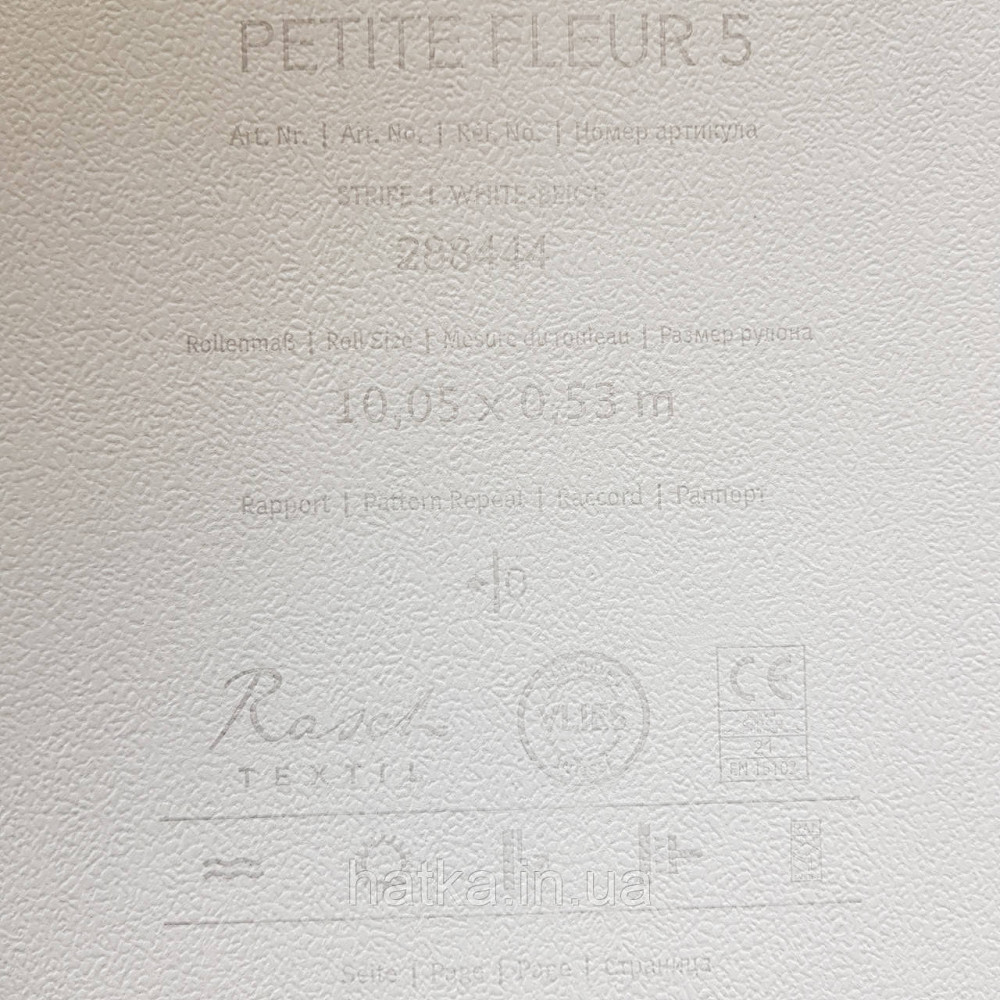 PETITE FLEUR 5
Art. Nr. | Art. No. | Ref. No. | Номер артикула
STRIPE | WHITE-BEIGE
288444
Rollenmaß | Roll Size | Mesure du rouleau | Размер рулона
10,05 x 0,53 m
Rapport | Pattern Repeat | Raccord | Раппорт
Rasch
TEXTIL
VLIES
CE
21
EN 15102
hatka.in.ua
Seite | Page | Page | страница